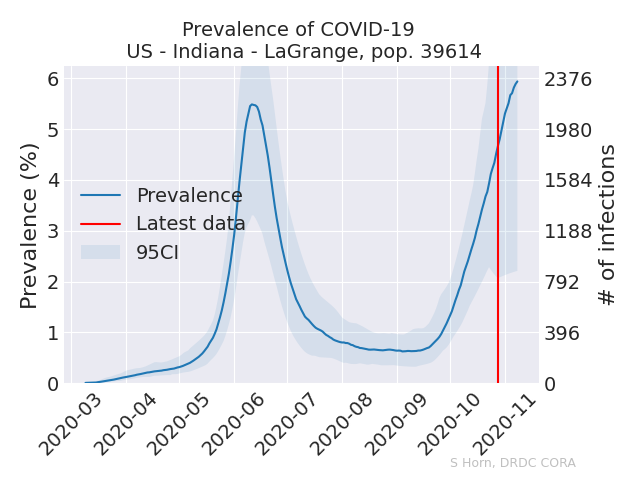 Prevalence of COVID-19
US - Indiana - LaGrange, pop. 39614
Prevalence (%)
6
5
4
3
2
1
0
2376
1980
1584
1188
792
396
0
# of infections
Prevalence
Latest data
95CI
2020-03
2020-04
2020-05
2020-06
2020-07
2020-08
2020-09
2020-10
2020-11
S Horn, DRDC CORA